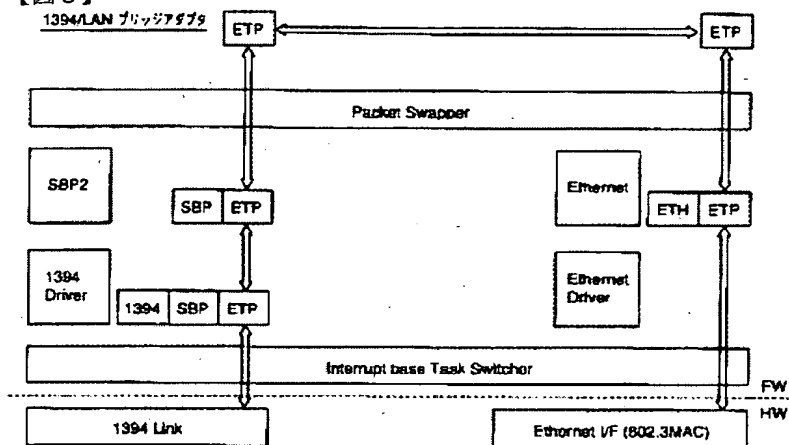 1394/LAN ブリッジアダプタ
ETP
ETP
Packet Swapper
SBP2
SBP ETP
Ethernet
ETH ETP
1394
Driver
1394 SBP ETP
Ethernet
Driver
Interrupt base Task Switcher
FW
HW
1394 Link
Ethernet I/F (802.3MAC)